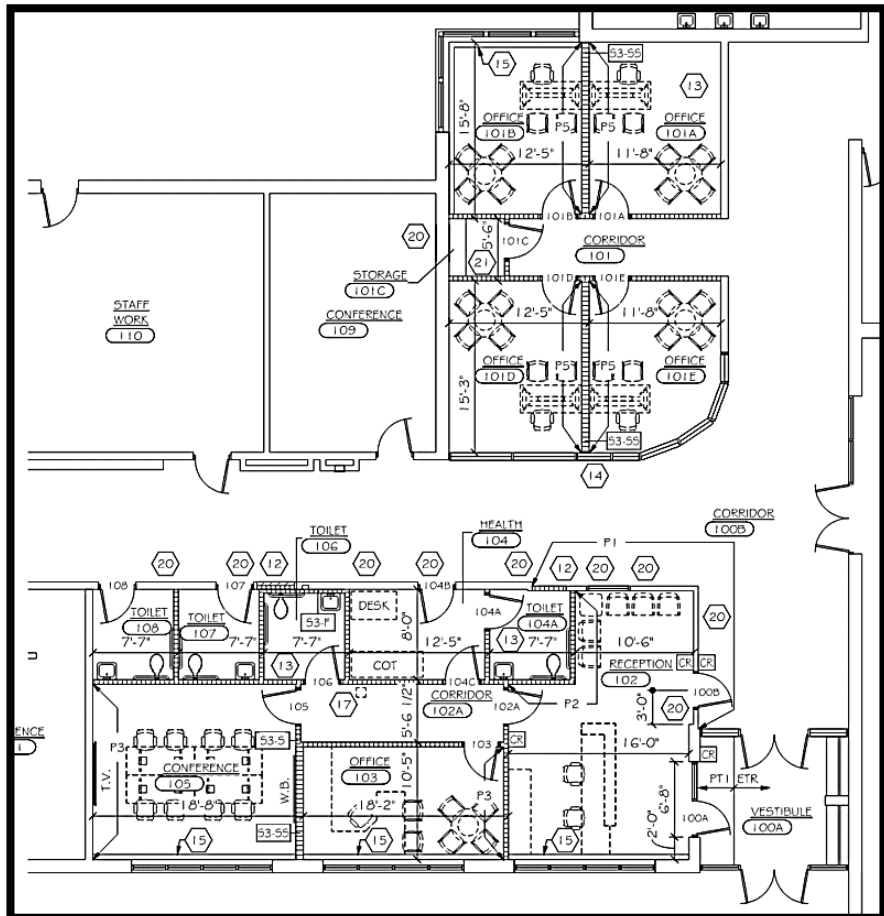 53-55
15
13
OFFICE
101B
P5
P5
OFFICE
101A
15'-8"
12'-5"
11'-8"
101B
101A
20
5'-6"
101C
CORRIDOR
101
21
STORAGE
101C
101D
101E
STAFF
WORK
110
CONFERENCE
109
12'-5"
11'-8"
OFFICE
101D
P5
P5
OFFICE
101E
15'-3"
53-55
14
CORRIDOR
100B
TOILET
106
HEALTH
104
P1
20
20
12
20
20
12
20
20
108
107
104B
TOILET
108
TOILET
107
53-F
DESK
8'-0"
104A
TOILET
104A
20
7'-7"
7'-7"
7'-7"
12'-5"
7'-7"
10'-6"
13
13
COT
RECEPTION
102
CR
CR
106
104C
17
CORRIDOR
102A
105
5'-6 1/2"
102A
P2
100B
3'-0"
20
P3
53-5
103
CR
16'-0"
ENCE
1
T.V.
CONFERENCE
105
W.B.
OFFICE
103
10'-5"
P3
PT1
ETR
18'-8"
18'-2"
2'-0"
6'-8"
100A
VESTIBULE
100A
53-55
15
15
15